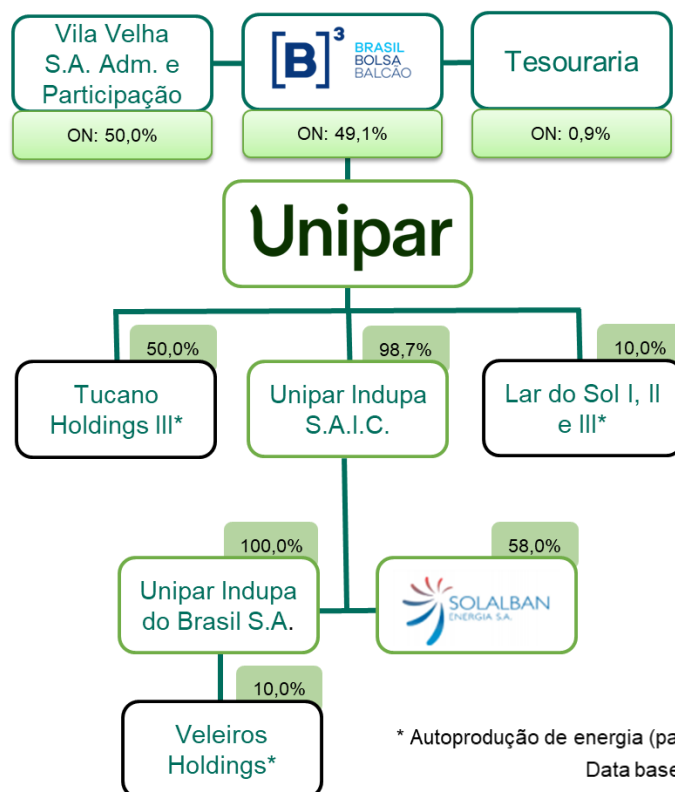 Vila Velha
S.A. Adm. e
Participação
[B]³
BRASIL
BOLSA
BALCÃO
Tesouraria
ON: 50,0%
ON: 49,1%
ON: 0,9%
Unipar
50,0%
98,7%
10,0%
Tucano
Holdings III*
Unipar Indupa
S.A.I.C.
Lar do Sol I, II
e III*
100,0%
58,0%
Unipar Indupa
do Brasil S.A.
SOLALBAN
ENERGIA S.A.
10,0%
Veleiros
Holdings*
* Autoprodução de energia (pa
Data base